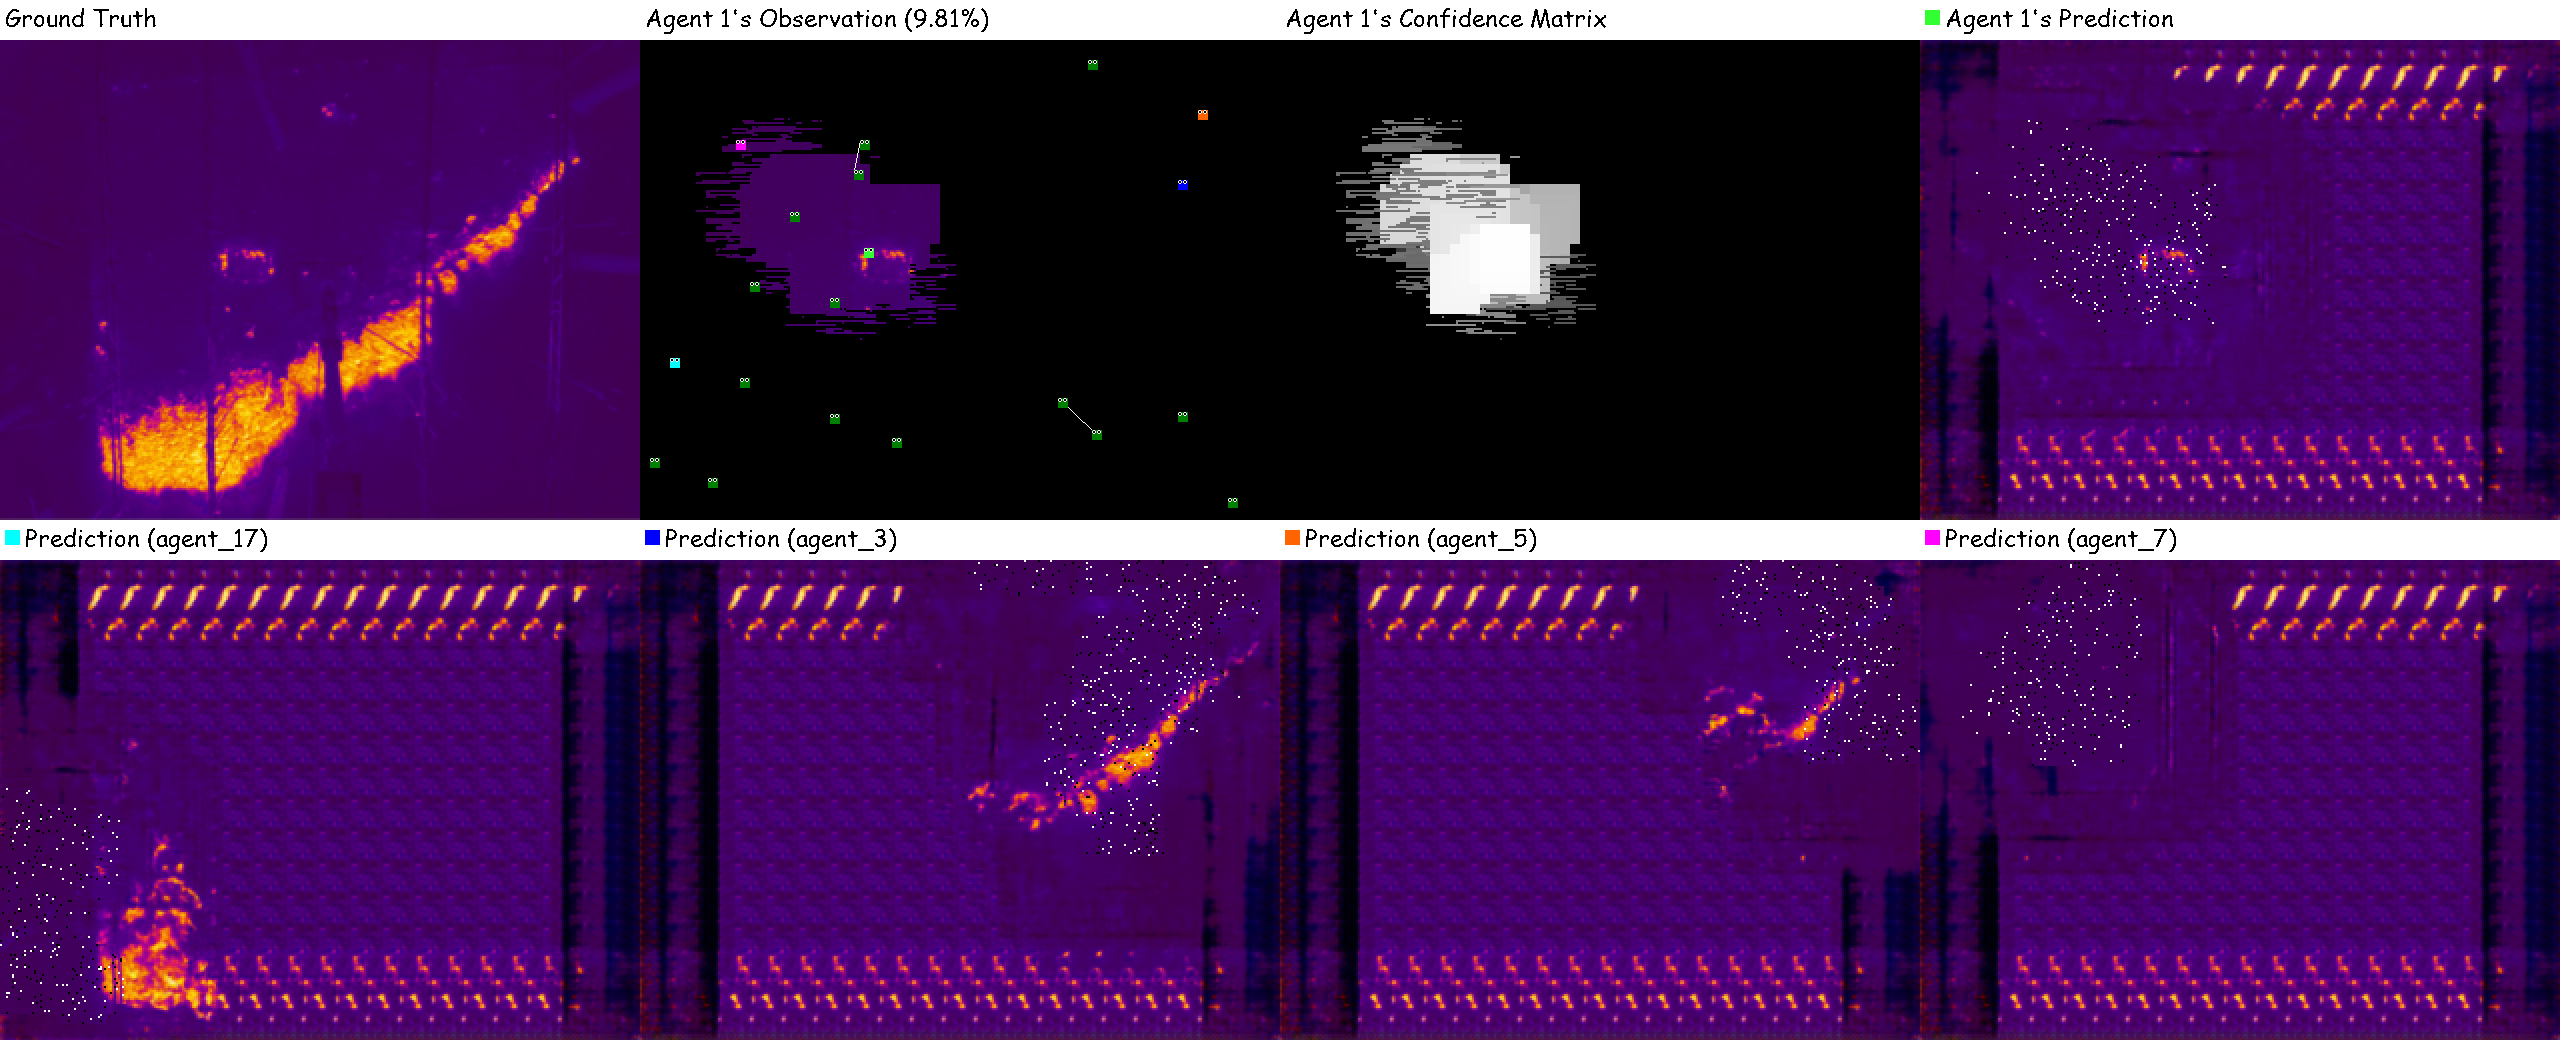 Ground Truth
Agent 1's Observation (9.81%)
Agent 1's Confidence Matrix
Agent 1's Prediction
Prediction (agent_17)
Prediction (agent_3)
Prediction (agent_5)
Prediction (agent_7)